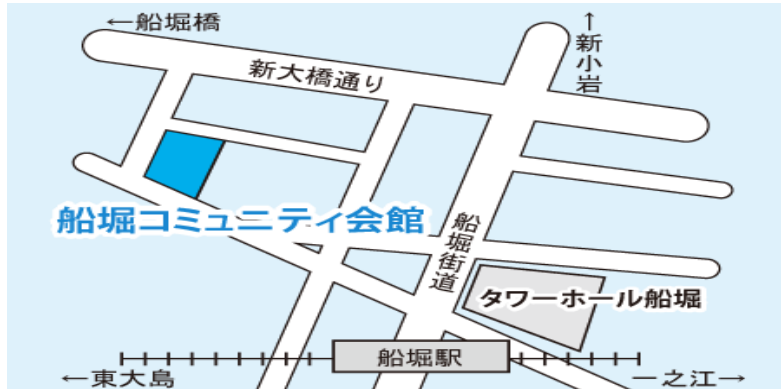 ←船堀橋
↑新小岩
新大橋通り
船堀コミュニティ会館
船堀街道
タワーホール船堀
船堀駅
←東大島
一之江→